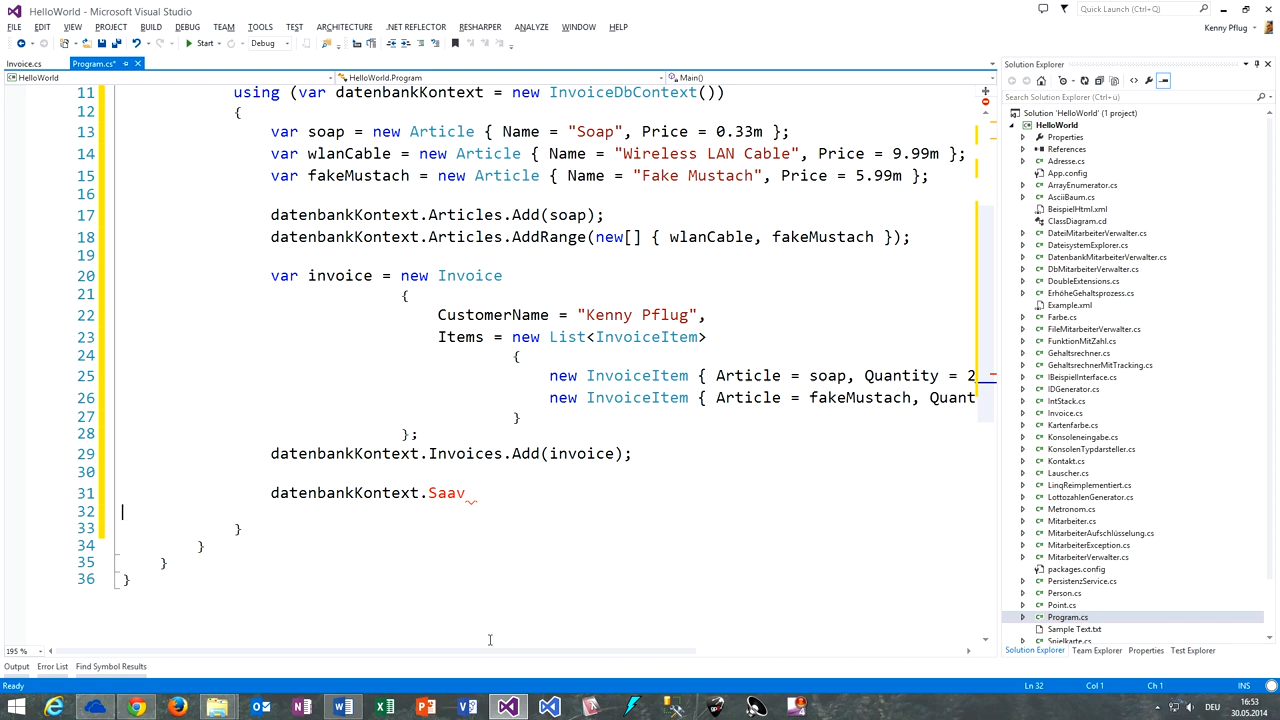 HelloWorld - Microsoft Visual Studio
Quick Launch (Ctrl+Q)
FILE EDIT VIEW PROJECT BUILD DEBUG TEAM TOOLS TEST ARCHITECTURE .NET REFLECTOR RESHARPER ANALYZE WINDOW HELP
Kenny Pflug
Start Debug
Invoice.cs Program.cs*
HelloWorld HelloWorld.Program Main()
11 using (var datenbankKontext = new InvoiceDbContext())
12 {
13 var soap = new Article { Name = "Soap", Price = 0.33m };
14 var wlanCable = new Article { Name = "Wireless LAN Cable", Price = 9.99m };
15 var fakeMustach = new Article { Name = "Fake Mustach", Price = 5.99m };
16
17 datenbankKontext.Articles.Add(soap);
18 datenbankKontext.Articles.AddRange(new[] { wlanCable, fakeMustach });
19
20 var invoice = new Invoice
21 {
22 CustomerName = "Kenny Pflug",
23 Items = new List<InvoiceItem>
24 {
25 new InvoiceItem { Article = soap, Quantity = 2
26 new InvoiceItem { Article = fakeMustach, Quant
27 }
28 };
29 datenbankKontext.Invoices.Add(invoice);
30
31 datenbankKontext.Saav
32
33 }
34 }
35 }
36 }
195 %
Output Error List Find Symbol Results
Solution Explorer
Search Solution Explorer (Ctrl+ü)
Solution 'HelloWorld' (1 project)
HelloWorld
Properties
References
Adresse.cs
App.config
ArrayEnumerator.cs
AsciiBaum.cs
BeispielHtml.xml
ClassDiagram.cd
DateiMitarbeiterVerwalter.cs
DateisystemExplorer.cs
DatenbankMitarbeiterVerwalter.cs
DbMitarbeiterVerwalter.cs
DoubleExtensions.cs
ErhöheGehaltsprozess.cs
Example.xml
Farbe.cs
FileMitarbeiterVerwalter.cs
FunktionMitZahl.cs
Gehaltsrechner.cs
GehaltsrechnerMitTracking.cs
IBeispielInterface.cs
IDGenerator.cs
IntStack.cs
Invoice.cs
Kartenfarbe.cs
Konsoleneingabe.cs
KonsolenTypdarsteller.cs
Kontakt.cs
Lauscher.cs
LinqReimplementiert.cs
LottozahlenGenerator.cs
Metronom.cs
Mitarbeiter.cs
MitarbeiterAufschlüsselung.cs
MitarbeiterException.cs
MitarbeiterVerwalter.cs
packages.config
PersistenzService.cs
Person.cs
Point.cs
Program.cs
Sample Text.txt
Spielkarte.cs
Solution Explorer Team Explorer Properties Test Explorer
Ready Ln 32 Col 1 Ch 1 INS
DEU 16:53
30.05.2014